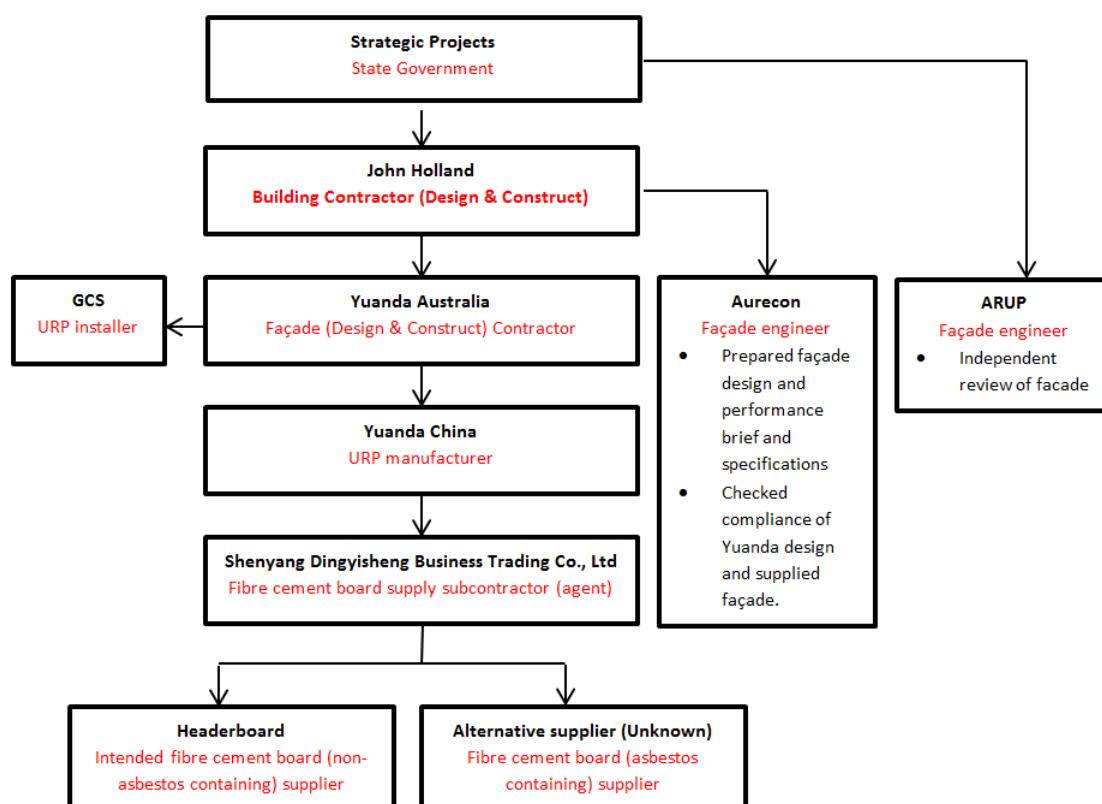 Strategic Projects
State Government
John Holland
Building Contractor (Design & Construct)
GCS
URP installer
Yuanda Australia
Façade (Design & Construct) Contractor
Aurecon
Façade engineer
• Prepared façade
design and
performance
brief and
specifications
• Checked
compliance of
Yuanda design
and supplied
façade.
ARUP
Façade engineer
• Independent
review of facade
Yuanda China
URP manufacturer
Shenyang Dingyisheng Business Trading Co., Ltd
Fibre cement board supply subcontractor (agent)
Headerboard
Intended fibre cement board (non-
asbestos containing) supplier
Alternative supplier (Unknown)
Fibre cement board (asbestos
containing) supplier